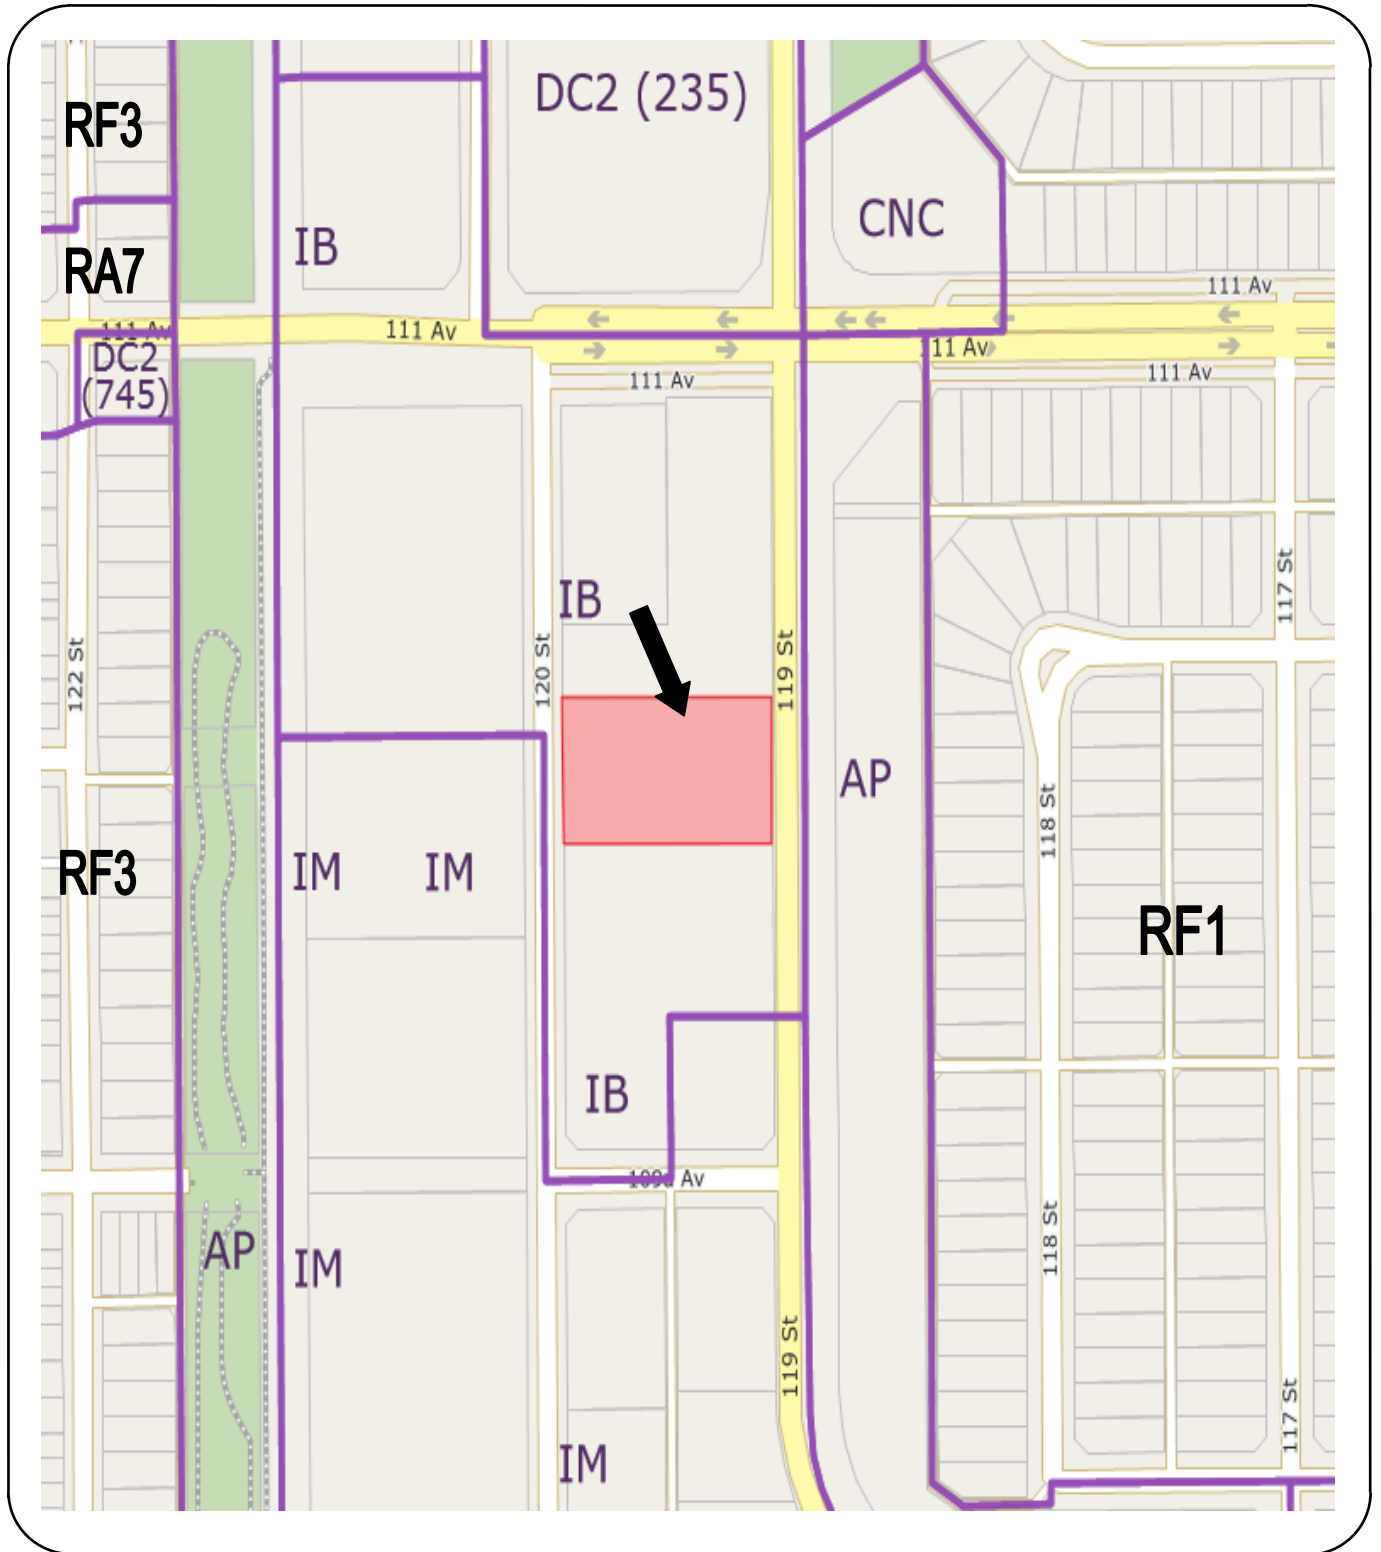 DC2 (235)
RF3
CNC
IB
RA7
111 Av
111 Av
111 Av
111 Av
DC2
(745)
111 Av
111 Av
117 St
IB
122 St
120 St
119 St
AP
118 St
RF3
IM
IM
RF1
IB
109a Av
118 St
AP
IM
119 St
117 St
IM